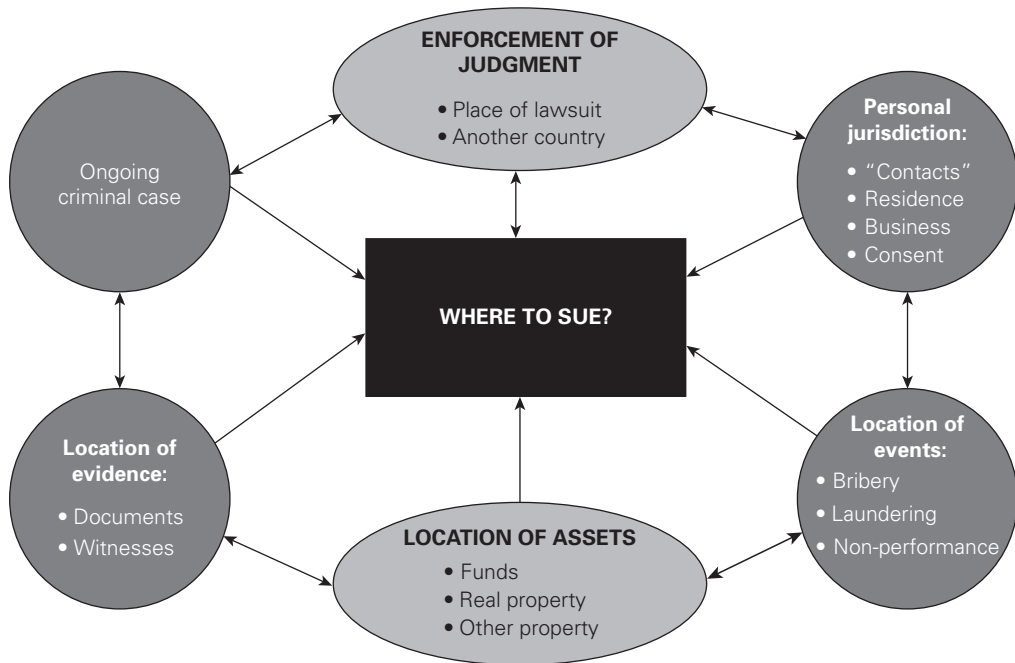 ENFORCEMENT OF
JUDGMENT
• Place of lawsuit
• Another country
Ongoing
criminal case
Personal
jurisdiction:
• “Contacts”
• Residence
• Business
• Consent
WHERE TO SUE?
Location of
evidence:
• Documents
• Witnesses
LOCATION OF ASSETS
• Funds
• Real property
• Other property
Location of
events:
• Bribery
• Laundering
• Non-performance